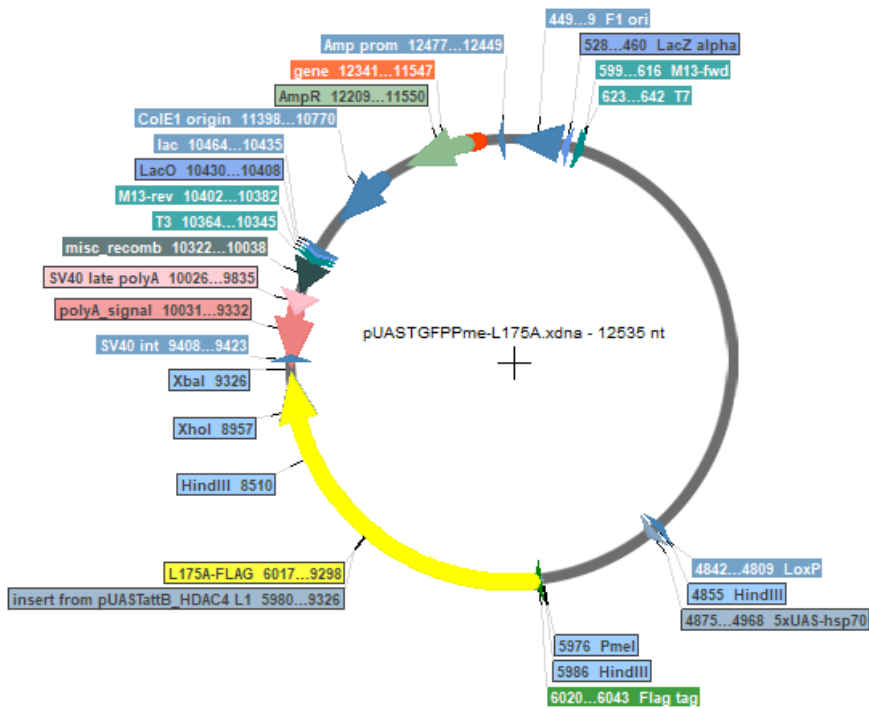 449...9 F1 ori
Amp prom 12477...12449
528...460 LacZ alpha
gene 12341...11547
599...616 M13-fwd
AmpR 12209...11550
623...642 T7
ColE1 origin 11398...10770
lac 10464...10435
LacO 10430...10408
M13-rev 10402...10382
T3 10364...10345
misc_recomb 10322...10038
SV40 late polyA 10026...9835
polyA_signal 10031...9332
pUASTGFPPme-L175A.xdna - 12535 nt
SV40 int 9408...9423
XbaI 9326
XhoI 8957
HindIII 8510
4842...4809 LoxP
L175A-FLAG 6017...9298
4855 HindIII
insert from pUASTattB_HDAC4 L1 5980...9326
4875...4968 5xUAS-hsp70
5976 PmeI
5986 HindIII
6020...6043 Flag tag